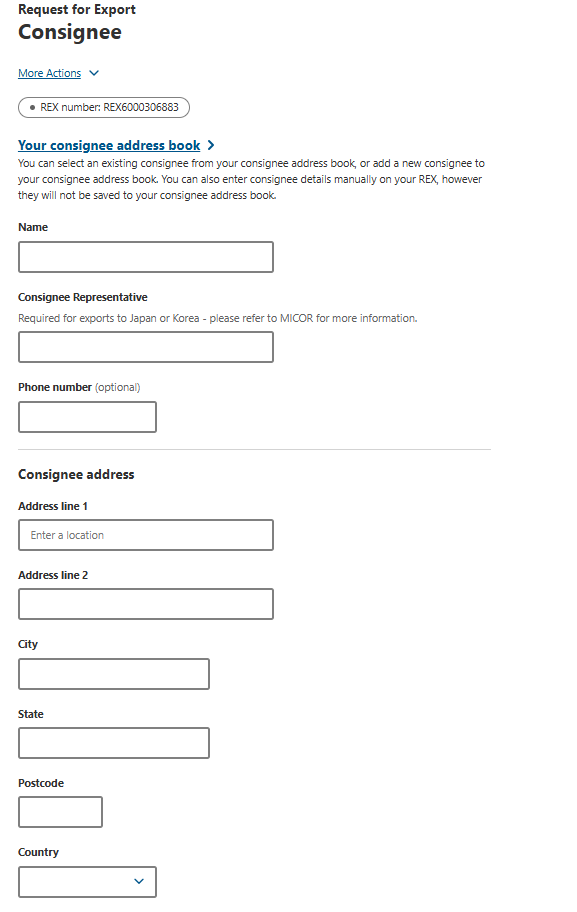 Request for Export
Consignee
More Actions
REX number: REX6000306883
Your consignee address book
You can select an existing consignee from your consignee address book, or add a new consignee to
your consignee address book. You can also enter consignee details manually on your REX, however
they will not be saved to your consignee address book.
Name
Consignee Representative
Required for exports to Japan or Korea - please refer to MICOR for more information.
Phone number (optional)
Consignee address
Address line 1
Enter a location
Address line 2
City
State
Postcode
Country